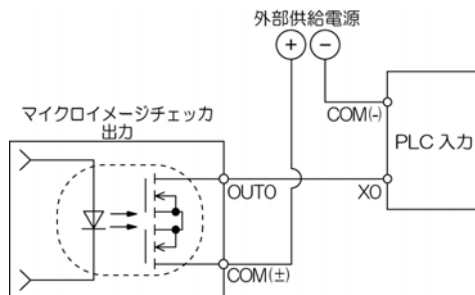 外部供給電源
+ −
マイクロイメージチェッカ
出力
COM(-)
PLC 入力
OUT0
X0
COM(±)